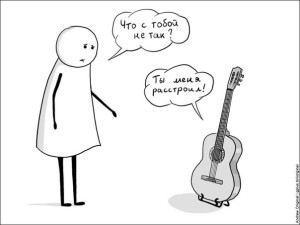 Что с тобой
не так?
Ты меня
расстроил!